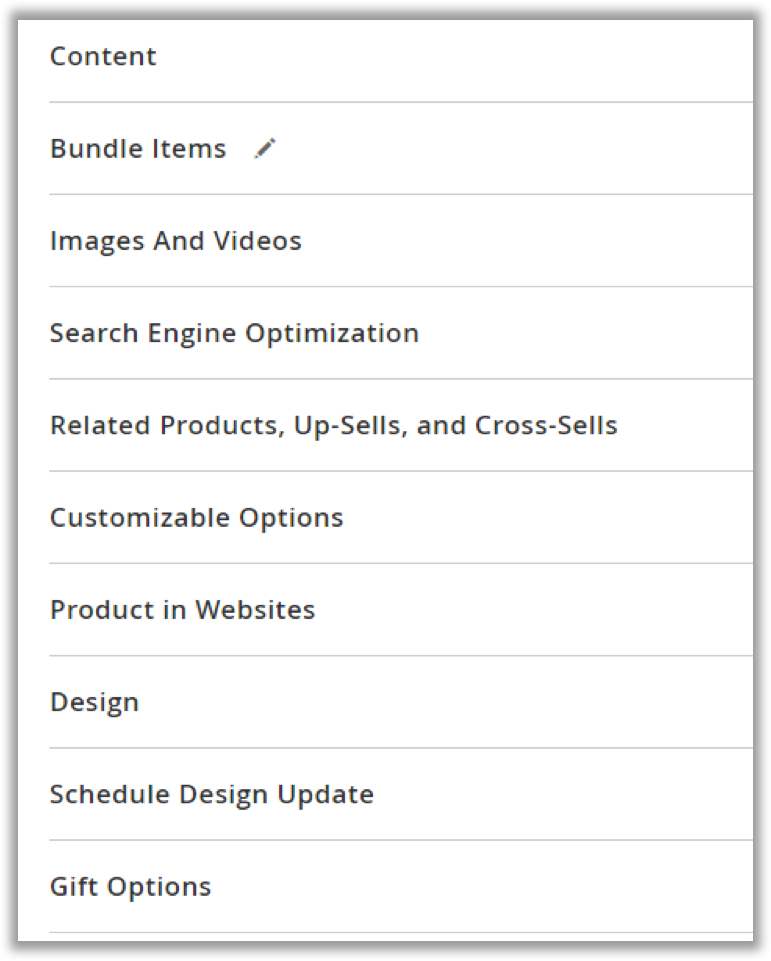 Content
Bundle Items
Images And Videos
Search Engine Optimization
Related Products, Up-Sells, and Cross-Sells
Customizable Options
Product in Websites
Design
Schedule Design Update
Gift Options